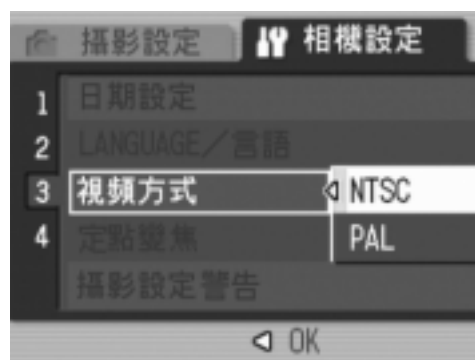 攝影設定 相機設定
1 日期設定
2 LANGUAGE／言語
3 視頻方式 NTSC
4 定點變焦 PAL
攝影設定警告
OK